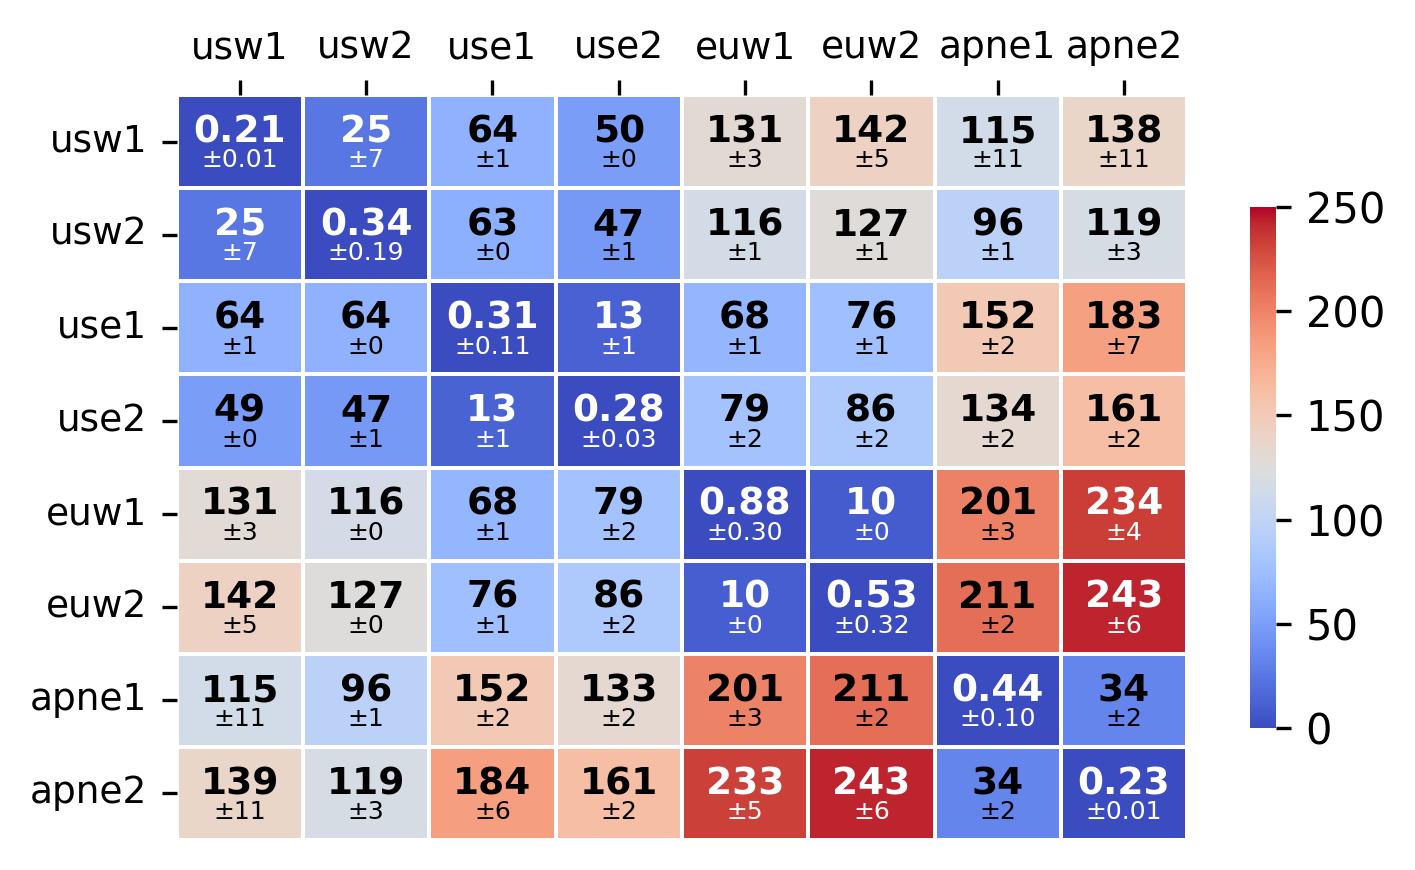 usw1 usw2 use1 use2 euw1 euw2 apne1 apne2
usw1 0.21 25 64 50 131 142 115 138
±0.01 ±7 ±1 ±0 ±3 ±5 ±11 ±11
usw2 25 0.34 63 47 116 127 96 119
±7 ±0.19 ±0 ±1 ±1 ±1 ±1 ±3
use1 64 64 0.31 13 68 76 152 183
±1 ±0 ±0.11 ±1 ±1 ±1 ±2 ±7
use2 49 47 13 0.28 79 86 134 161
±0 ±1 ±1 ±0.03 ±2 ±2 ±2 ±2
euw1 131 116 68 79 0.88 10 201 234
±3 ±0 ±1 ±2 ±0.30 ±0 ±3 ±4
euw2 142 127 76 86 10 0.53 211 243
±5 ±0 ±1 ±2 ±0 ±0.32 ±2 ±6
apne1 115 96 152 133 201 211 0.44 34
±11 ±1 ±2 ±2 ±3 ±2 ±0.10 ±2
apne2 139 119 184 161 233 243 34 0.23
±11 ±3 ±6 ±2 ±5 ±6 ±2 ±0.01
250
200
150
100
50
0